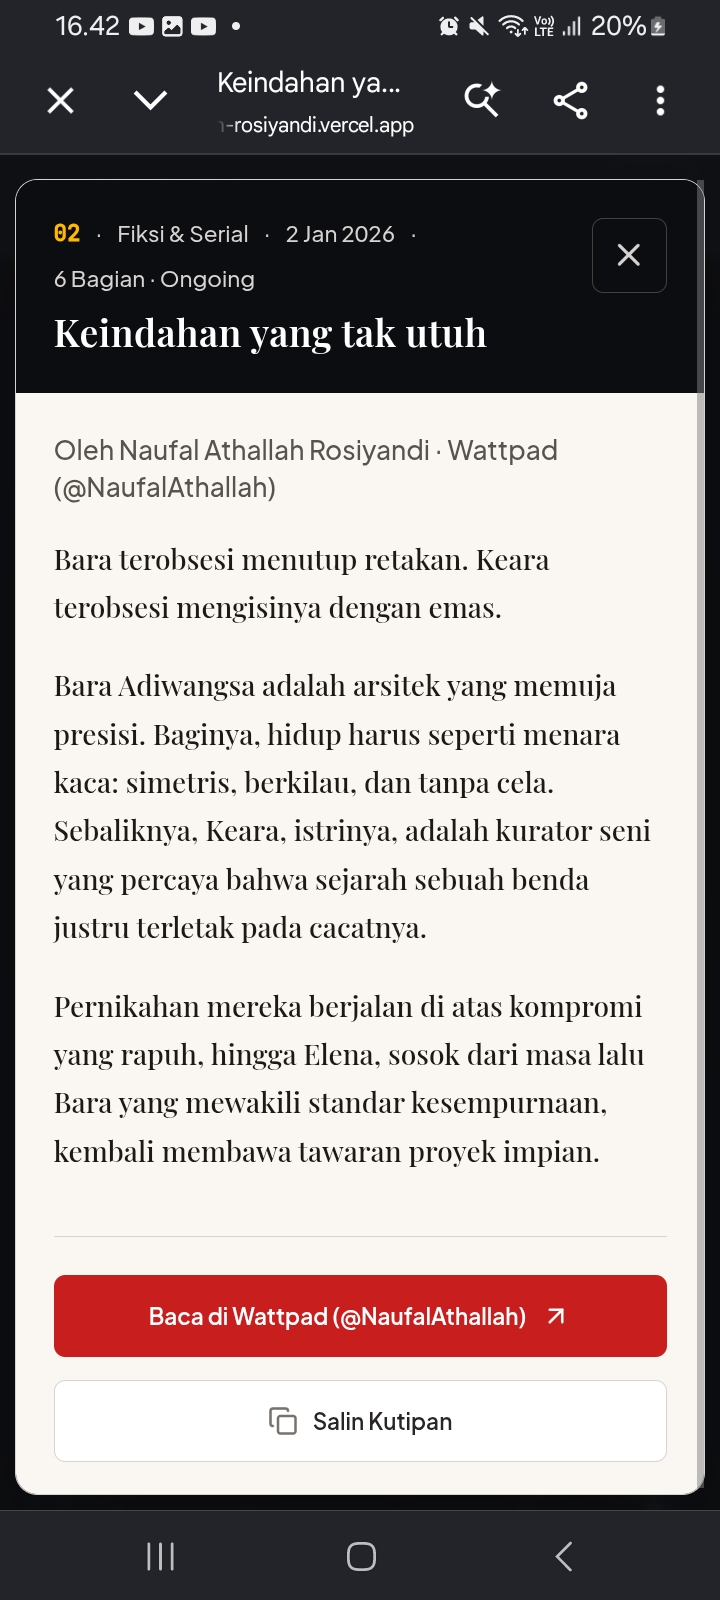 16.42
Vo))
LTE
20%
Keindahan ya...
-rosiyandi.vercel.app
02 · Fiksi & Serial · 2 Jan 2026 ·
6 Bagian · Ongoing
Keindahan yang tak utuh
Oleh Naufal Athallah Rosiyandi · Wattpad
(@NaufalAthallah)
Bara terobsesi menutup retakan. Keara
terobsesi mengisinya dengan emas.
Bara Adiwangsa adalah arsitek yang memuja
presisi. Baginya, hidup harus seperti menara
kaca: simetris, berkilau, dan tanpa cela.
Sebaliknya, Keara, istrinya, adalah kurator seni
yang percaya bahwa sejarah sebuah benda
justru terletak pada cacatnya.
Pernikahan mereka berjalan di atas kompromi
yang rapuh, hingga Elena, sosok dari masa lalu
Bara yang mewakili standar kesempurnaan,
kembali membawa tawaran proyek impian.
Baca di Wattpad (@NaufalAthallah)
Salin Kutipan